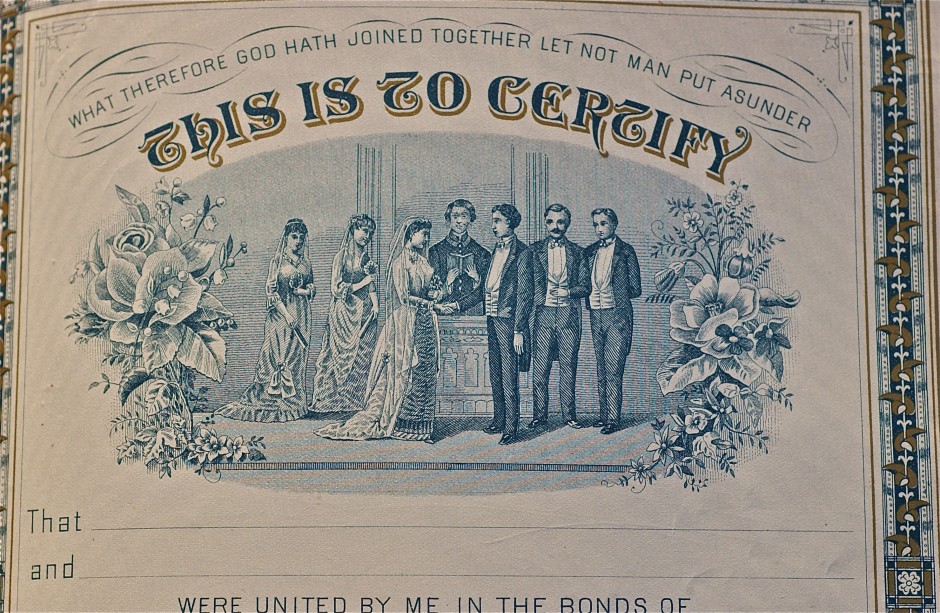 WHAT THEREFORE GOD HATH JOINED TOGETHER LET NOT MAN PUT ASUNDER
THIS IS TO CERTIFY
That
and
WERE UNITED BY ME IN THE BONDS OF